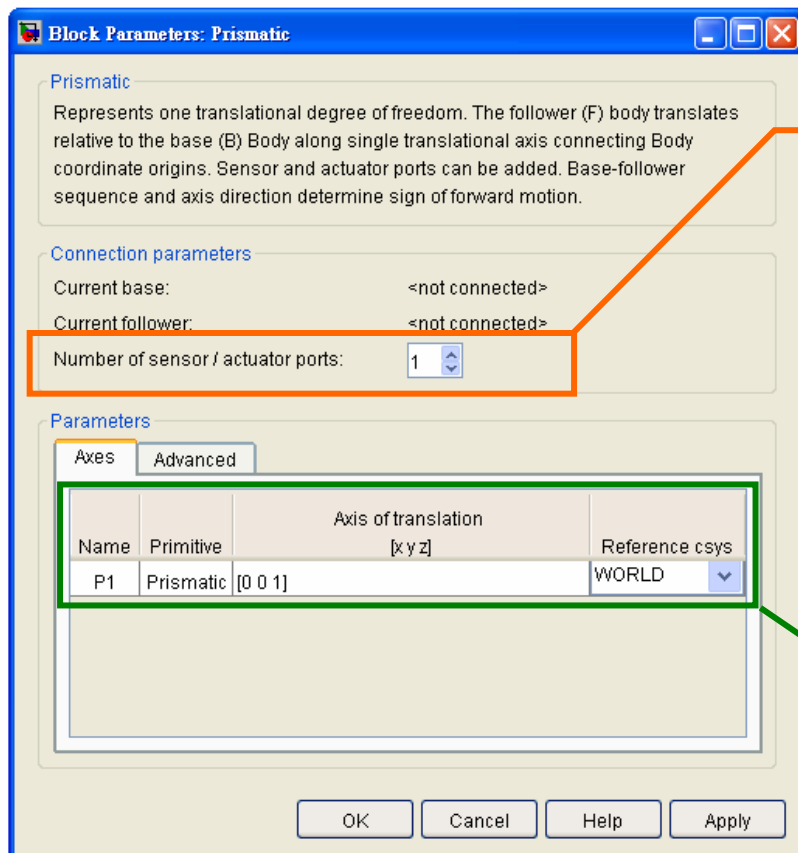 Block Parameters: Prismatic
Prismatic
Represents one translational degree of freedom. The follower (F) body translates
relative to the base (B) Body along single translational axis connecting Body
coordinate origins. Sensor and actuator ports can be added. Base-follower
sequence and axis direction determine sign of forward motion.
Connection parameters
Current base: <not connected>
Current follower: <not connected>
Number of sensor / actuator ports: 1
Parameters
Axes Advanced
Axis of translation
Name Primitive [x y z] Reference csys
P1 Prismatic [0 0 1] WORLD
OK Cancel Help Apply